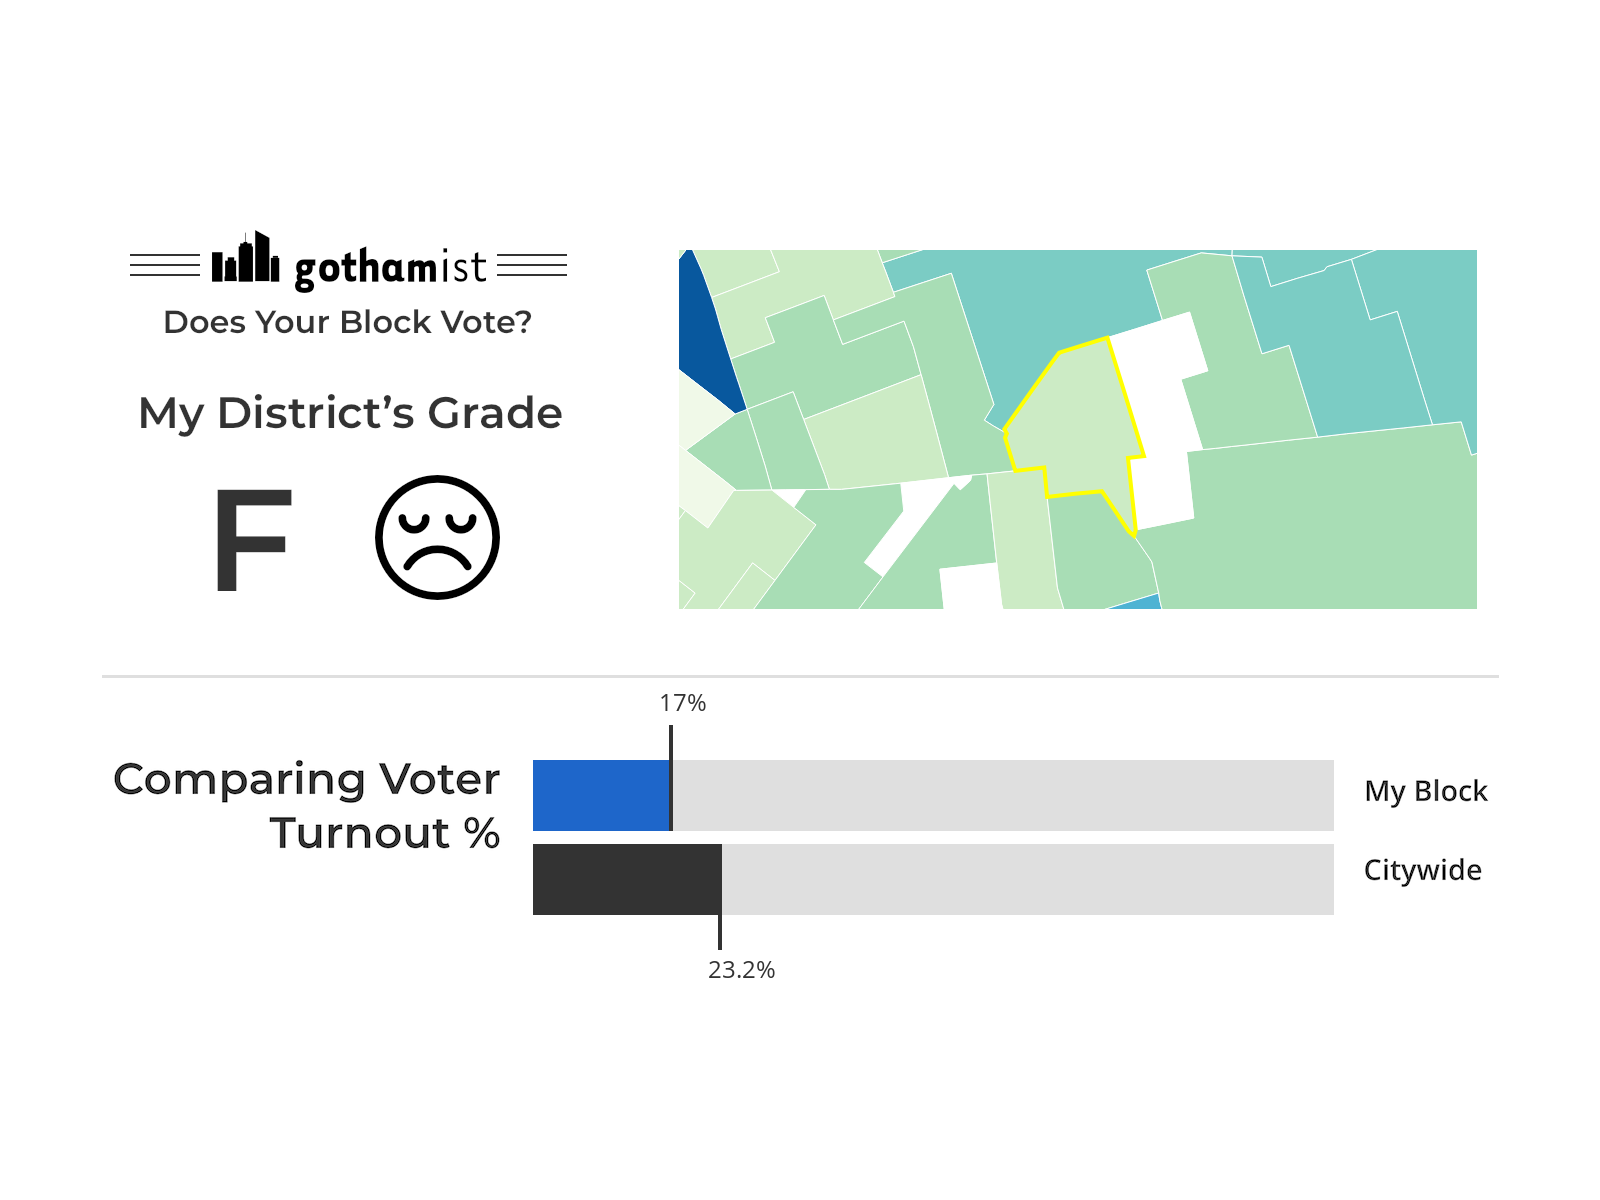 gothamist
Does Your Block Vote?
My District’s Grade
F
17%
Comparing Voter
Turnout %
My Block
Citywide
23.2%